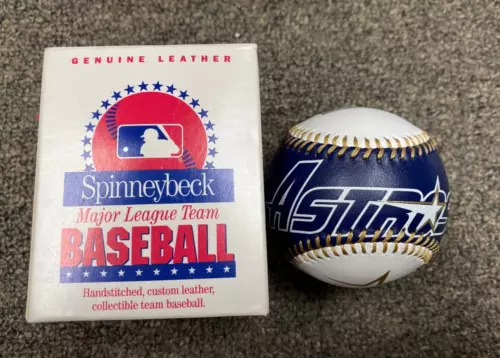 GENUINE LEATHER
Spinneybeck
Major League Team
BASEBALL
Handstitched, custom leather,
collectible team baseball.
ASTROS